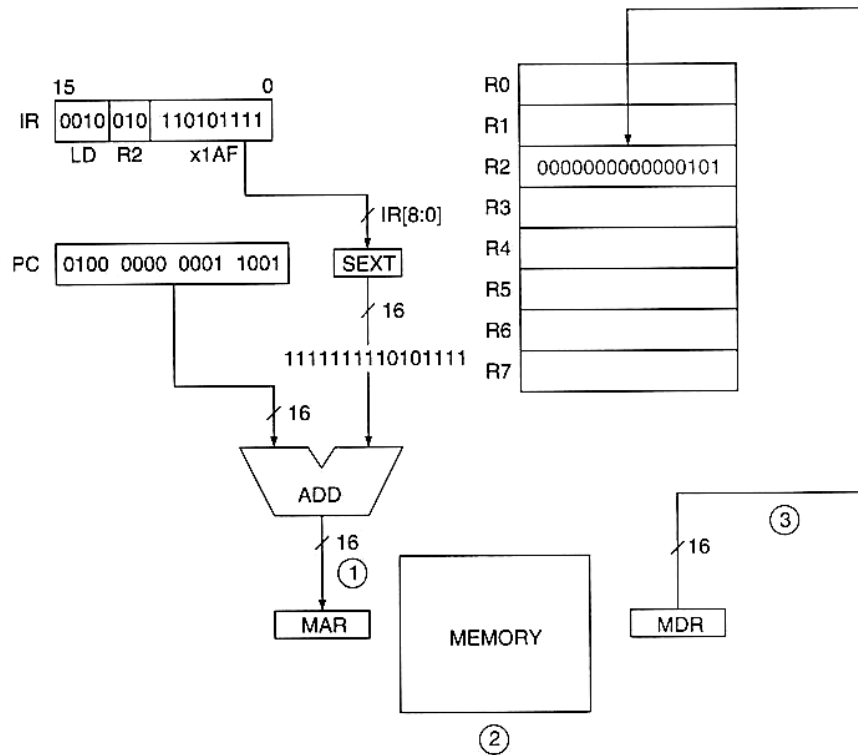 15 0
IR 0010 010 110101111
LD R2 x1AF
IR[8:0]
PC 0100 0000 0001 1001
SEXT
16
1111111110101111
16
ADD
16
1
MAR
R0
R1
R2 0000000000000101
R3
R4
R5
R6
R7
MEMORY
2
3
16
MDR